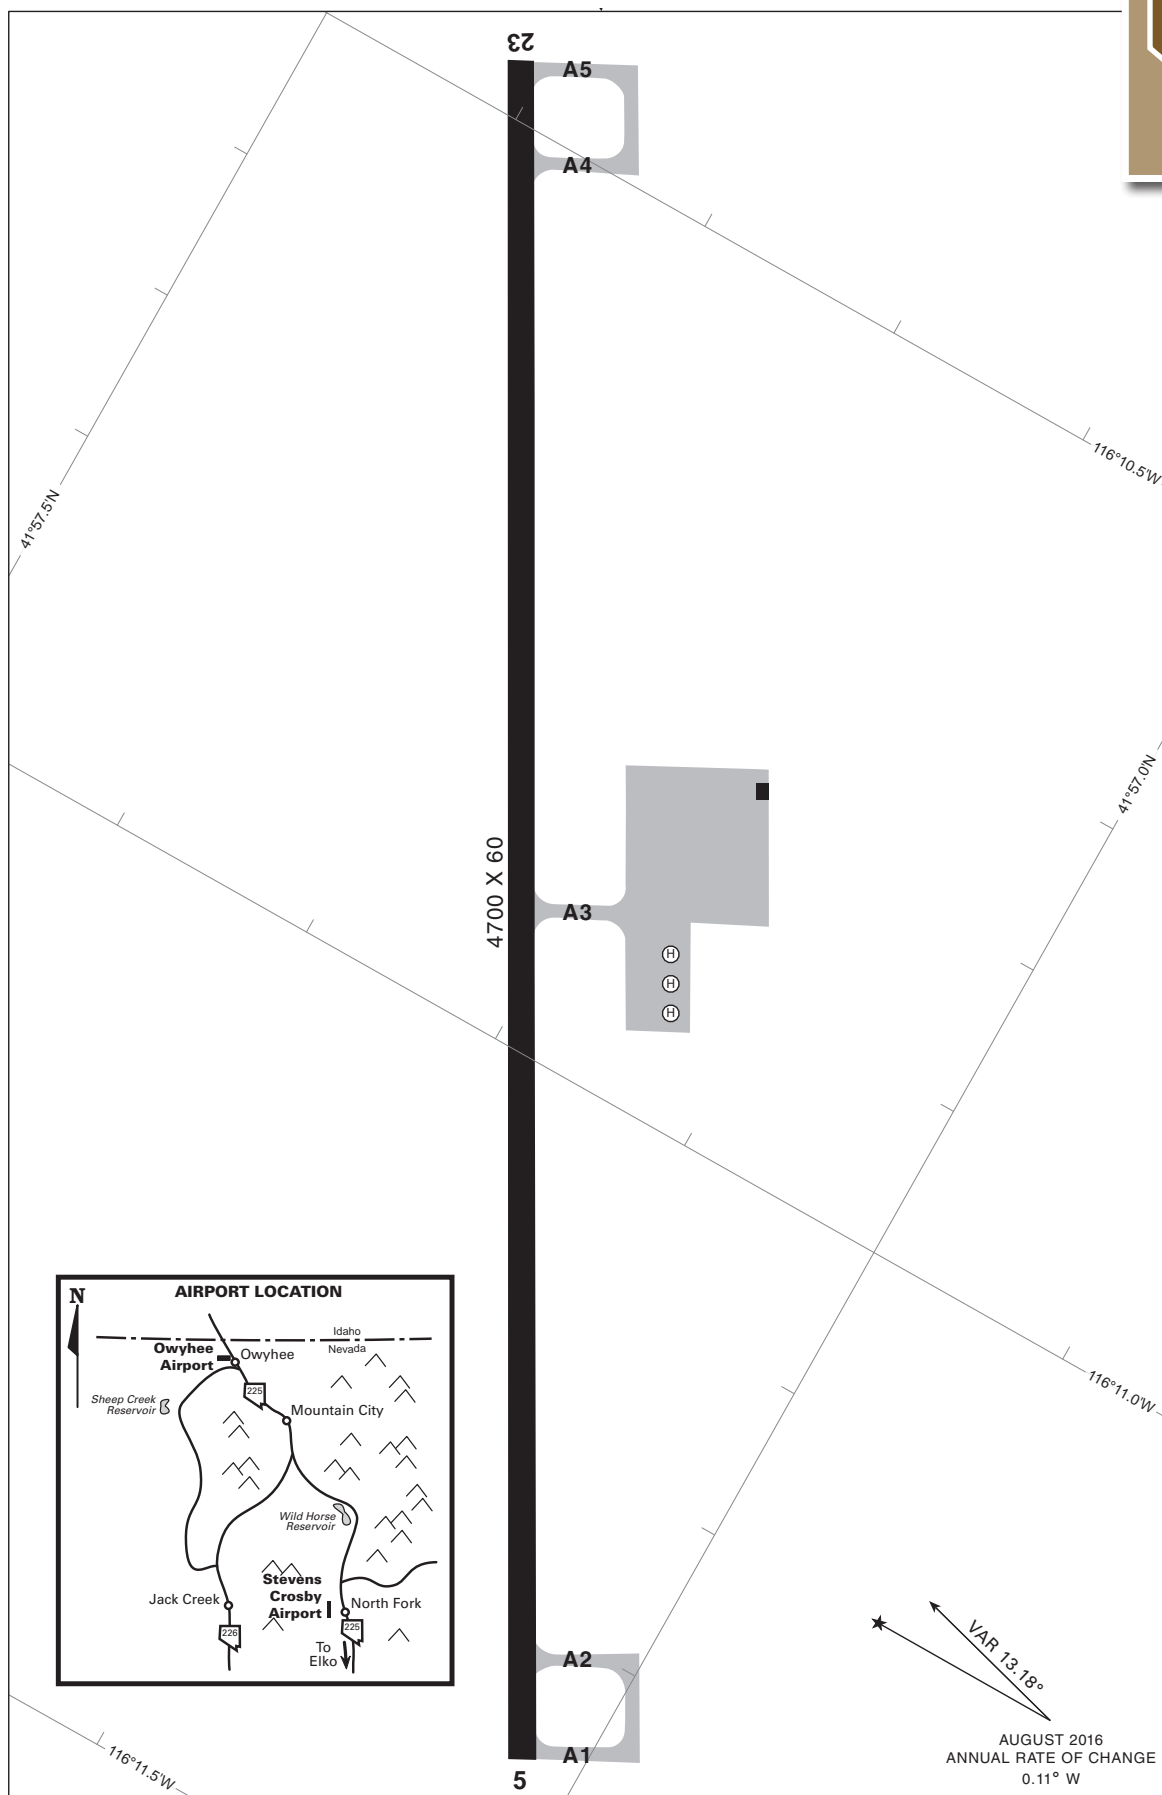 23
A5
A4
116°10.5'W
41°57.5'N
41°57.0'N
4700 X 60
A3
H
H
H
AIRPORT LOCATION
N
Idaho
Nevada
Owyhee
Airport
Owyhee
225
Sheep Creek
Reservoir
Mountain City
Wild Horse
Reservoir
Stevens
Crosby
Airport
Jack Creek
North Fork
226
225
To
Elko
116°11.0'W
A2
VAR 13.18°
A1
116°11.5'W
5
AUGUST 2016
ANNUAL RATE OF CHANGE
0.11° W